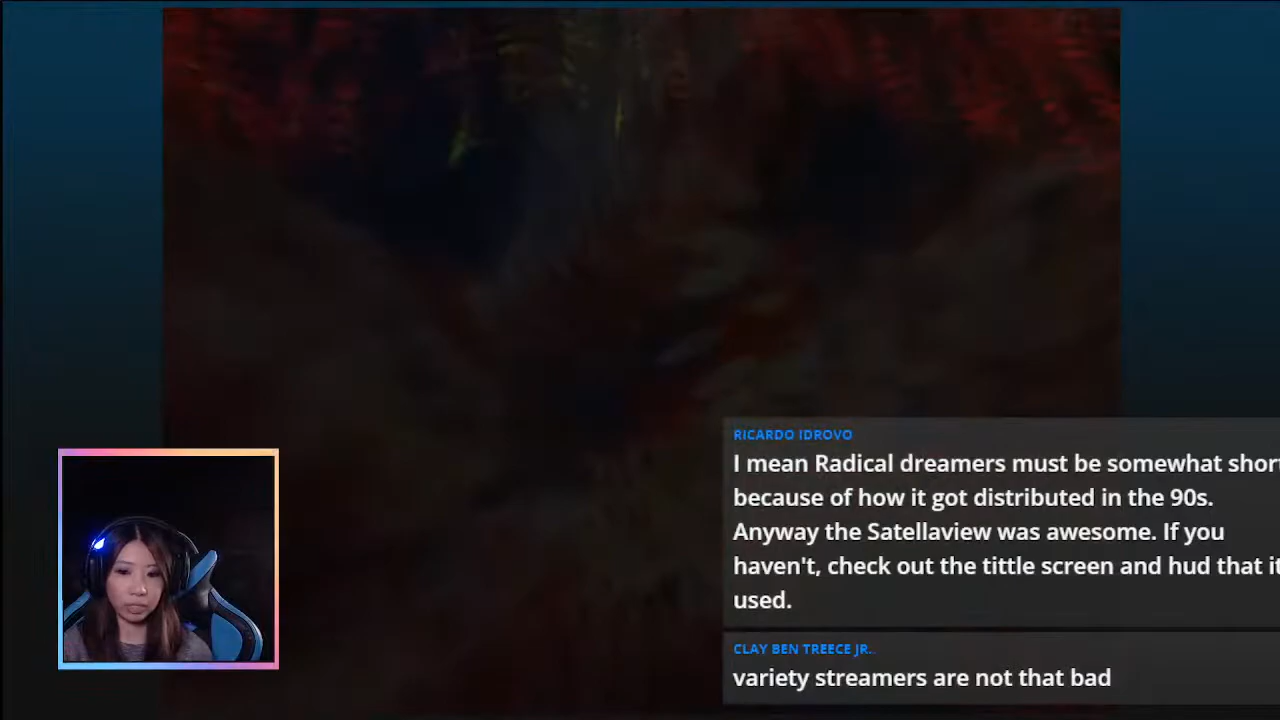 RICARDO IDROVO
I mean Radical dreamers must be somewhat short
because of how it got distributed in the 90s.
Anyway the Satellaview was awesome. If you
haven't, check out the tittle screen and hud that it
used.
CLAY BEN TREECE JR..
variety streamers are not that bad